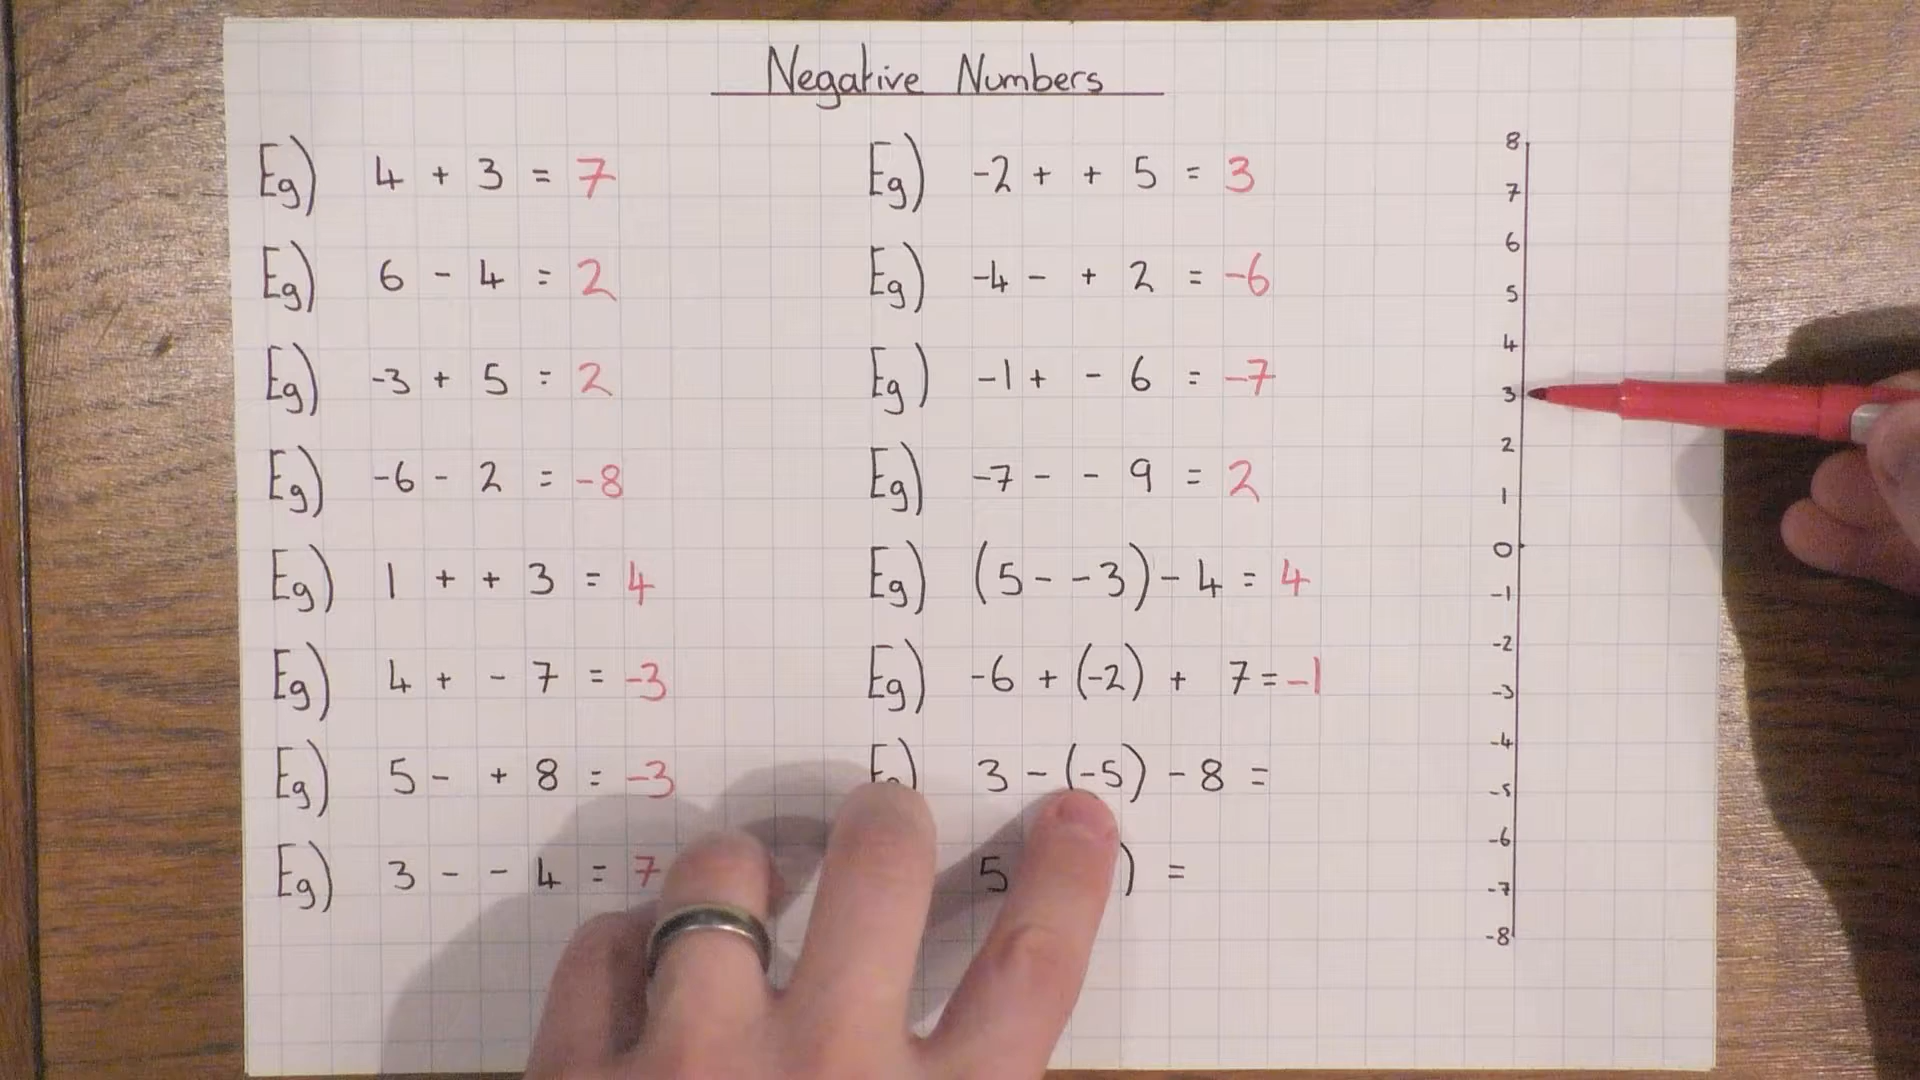 Negative Numbers
Eg) 4 + 3 = 7
Eg) 6 - 4 = 2
Eg) -3 + 5 = 2
Eg) -6 - 2 = -8
Eg) 1 + + 3 = 4
Eg) 4 + - 7 = -3
Eg) 5 - + 8 = -3
Eg) 3 - - 4 = 7
Eg) -2 + + 5 = 3
Eg) -4 - + 2 = -6
Eg) -1 + - 6 = -7
Eg) -7 - - 9 = 2
Eg) (5 - -3) - 4 = 4
Eg) -6 + (-2) + 7 = -1
Eg) 3 - (-5) - 8 =
5 ) =
8
7
6
5
4
3
2
1
0
-1
-2
-3
-4
-5
-6
-7
-8